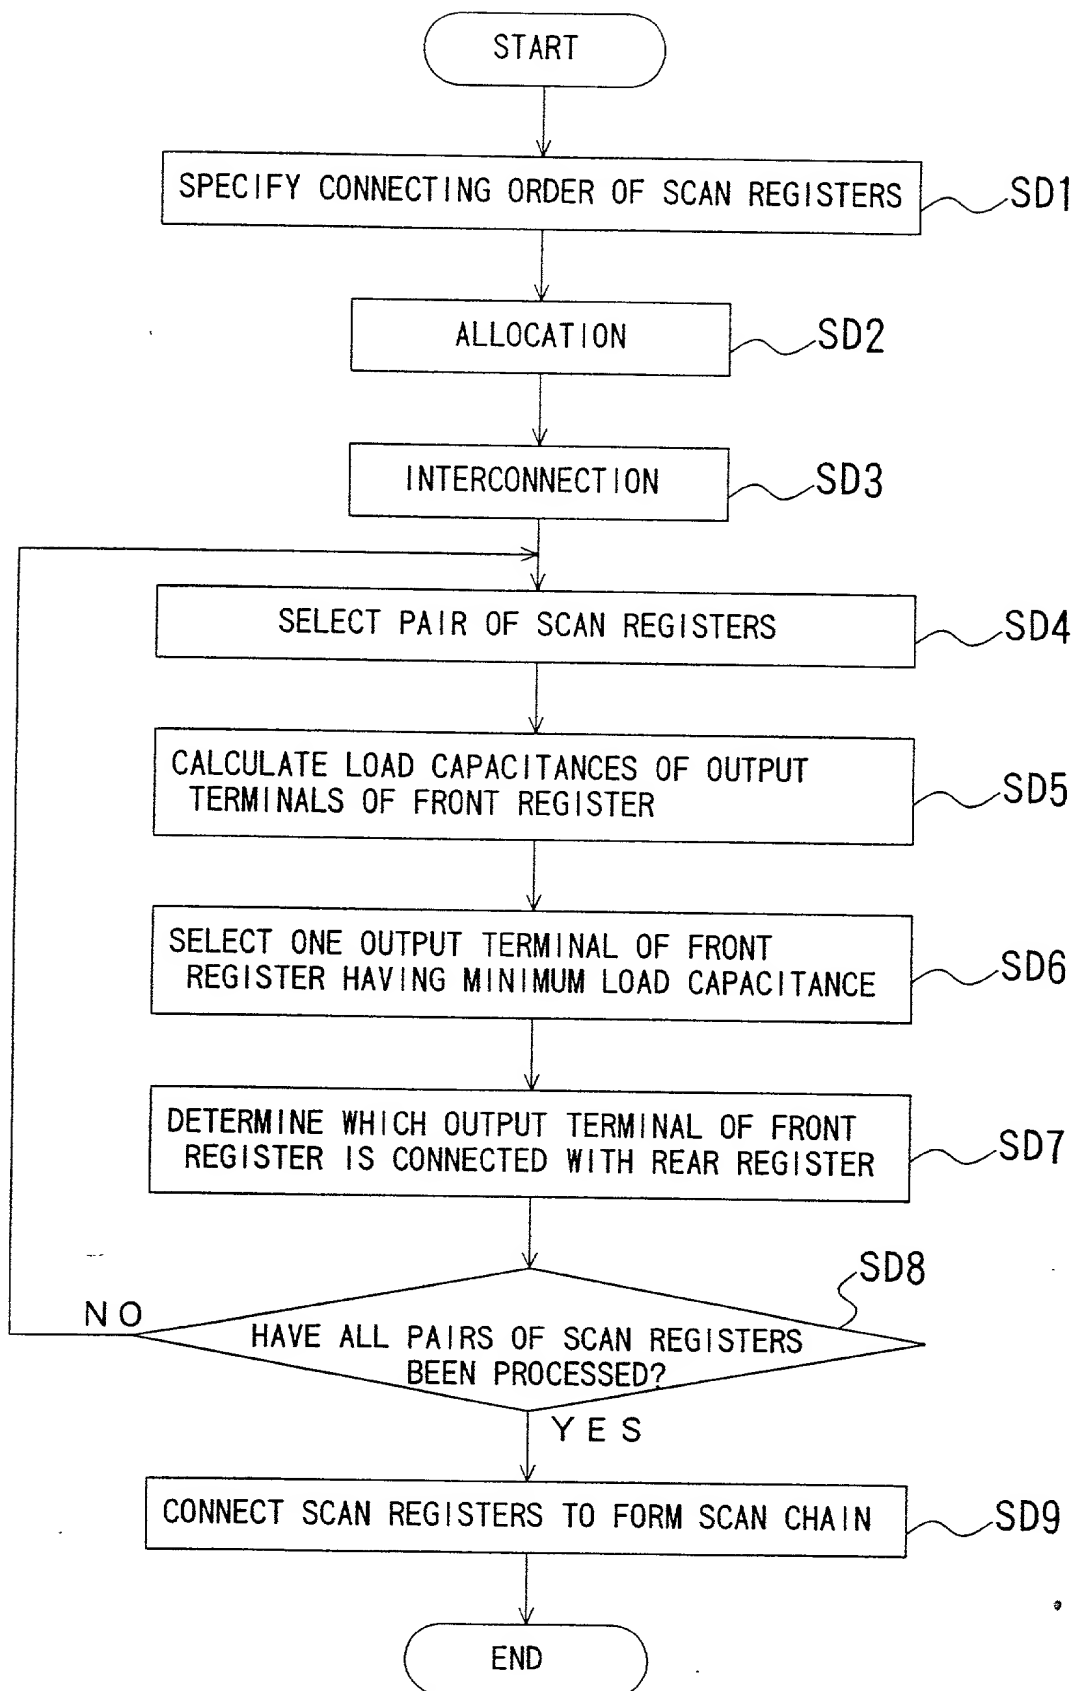 START
SPECIFY CONNECTING ORDER OF SCAN REGISTERS
SD1
ALLOCATION
SD2
INTERCONNECTION
SD3
SELECT PAIR OF SCAN REGISTERS
SD4
CALCULATE LOAD CAPACITANCES OF OUTPUT
TERMINALS OF FRONT REGISTER
SD5
SELECT ONE OUTPUT TERMINAL OF FRONT
REGISTER HAVING MINIMUM LOAD CAPACITANCE
SD6
DETERMINE WHICH OUTPUT TERMINAL OF FRONT
REGISTER IS CONNECTED WITH REAR REGISTER
SD7
SD8
NO
HAVE ALL PAIRS OF SCAN REGISTERS
BEEN PROCESSED?
YES
CONNECT SCAN REGISTERS TO FORM SCAN CHAIN
SD9
END